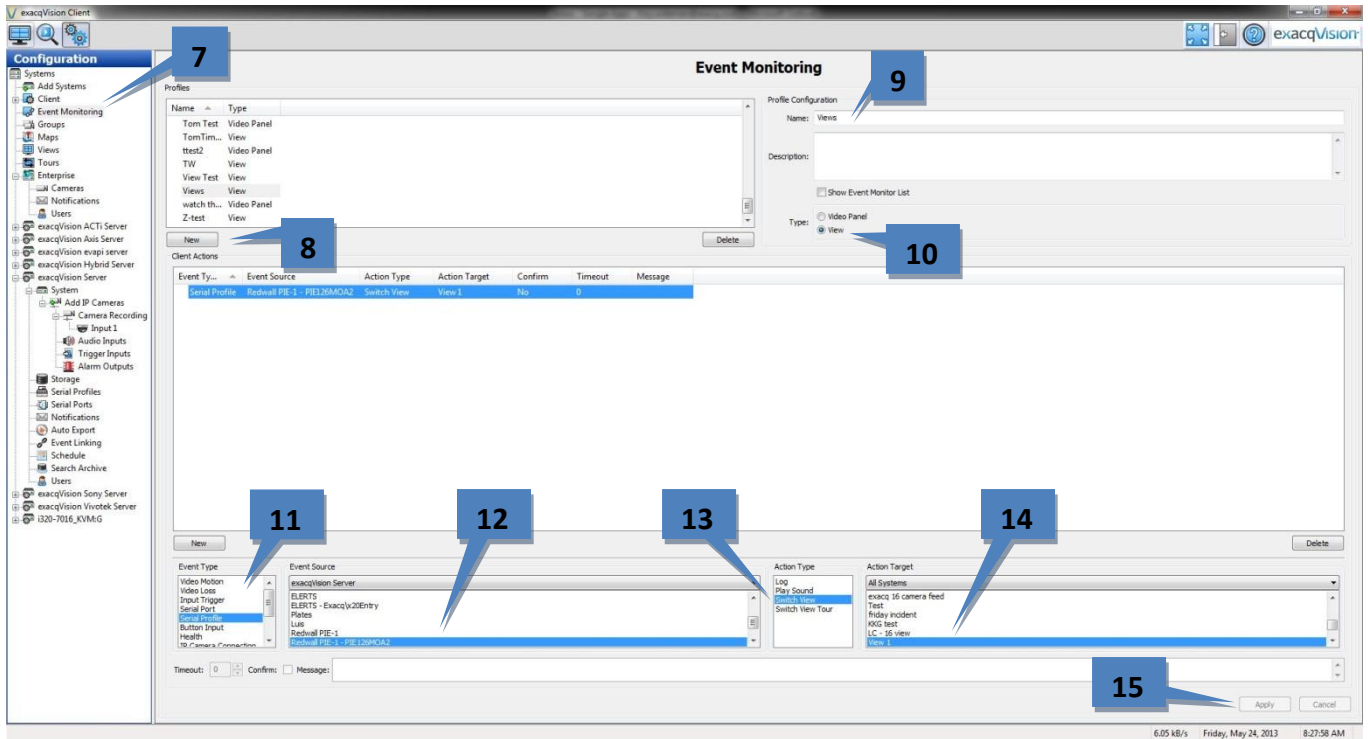 exacqVision Client
exacqVision
Configuration
Systems
Add Systems
Client
Event Monitoring
Groups
Maps
Views
Tours
Enterprise
Cameras
Notifications
Users
exacqVision ACTi Server
exacqVision Axis Server
exacqVision evapi server
exacqVision Hybrid Server
exacqVision Server
System
Add IP Cameras
Camera Recording
Input 1
Audio Inputs
Trigger Inputs
Alarm Outputs
Storage
Serial Profiles
Serial Ports
Notifications
Auto Export
Event Linking
Schedule
Search Archive
Users
exacqVision Sony Server
exacqVision Vivotek Server
i320-7016_KVM:G
7
Event Monitoring
Profiles
Name Type
Tom Test Video Panel
TomTim... View
ttest2 Video Panel
TW View
View Test View
Views View
watch th... Video Panel
Z-test View
New
8
Delete
Profile Configuration
9
Name: Views
Description:
Show Event Monitor List
Type: Video Panel
View
10
Client Actions
Event Ty... Event Source Action Type Action Target Confirm Timeout Message
Serial Profile Redwall PIE-1 - PIE126MOA2 Switch View View 1 No 0
11
12
13
14
New
Delete
Event Type
Video Motion
Video Loss
Input Trigger
Serial Port
Serial Profile
Button Input
Health
IP Camera Connection
Event Source
exacqVision Server
ELERTS
ELERTS - Exacq\x20Entry
Plates
Luis
Redwall PIE-1
Redwall PIE-1 - PIE126MOA2
Action Type
Log
Play Sound
Switch View
Switch View Tour
Action Target
All Systems
exacq 16 camera feed
Test
friday incident
KKG test
LC - 16 view
View 1
Timeout: 0 Confirm: Message:
15
Apply Cancel
6.05 kB/s Friday, May 24, 2013 8:27:58 AM